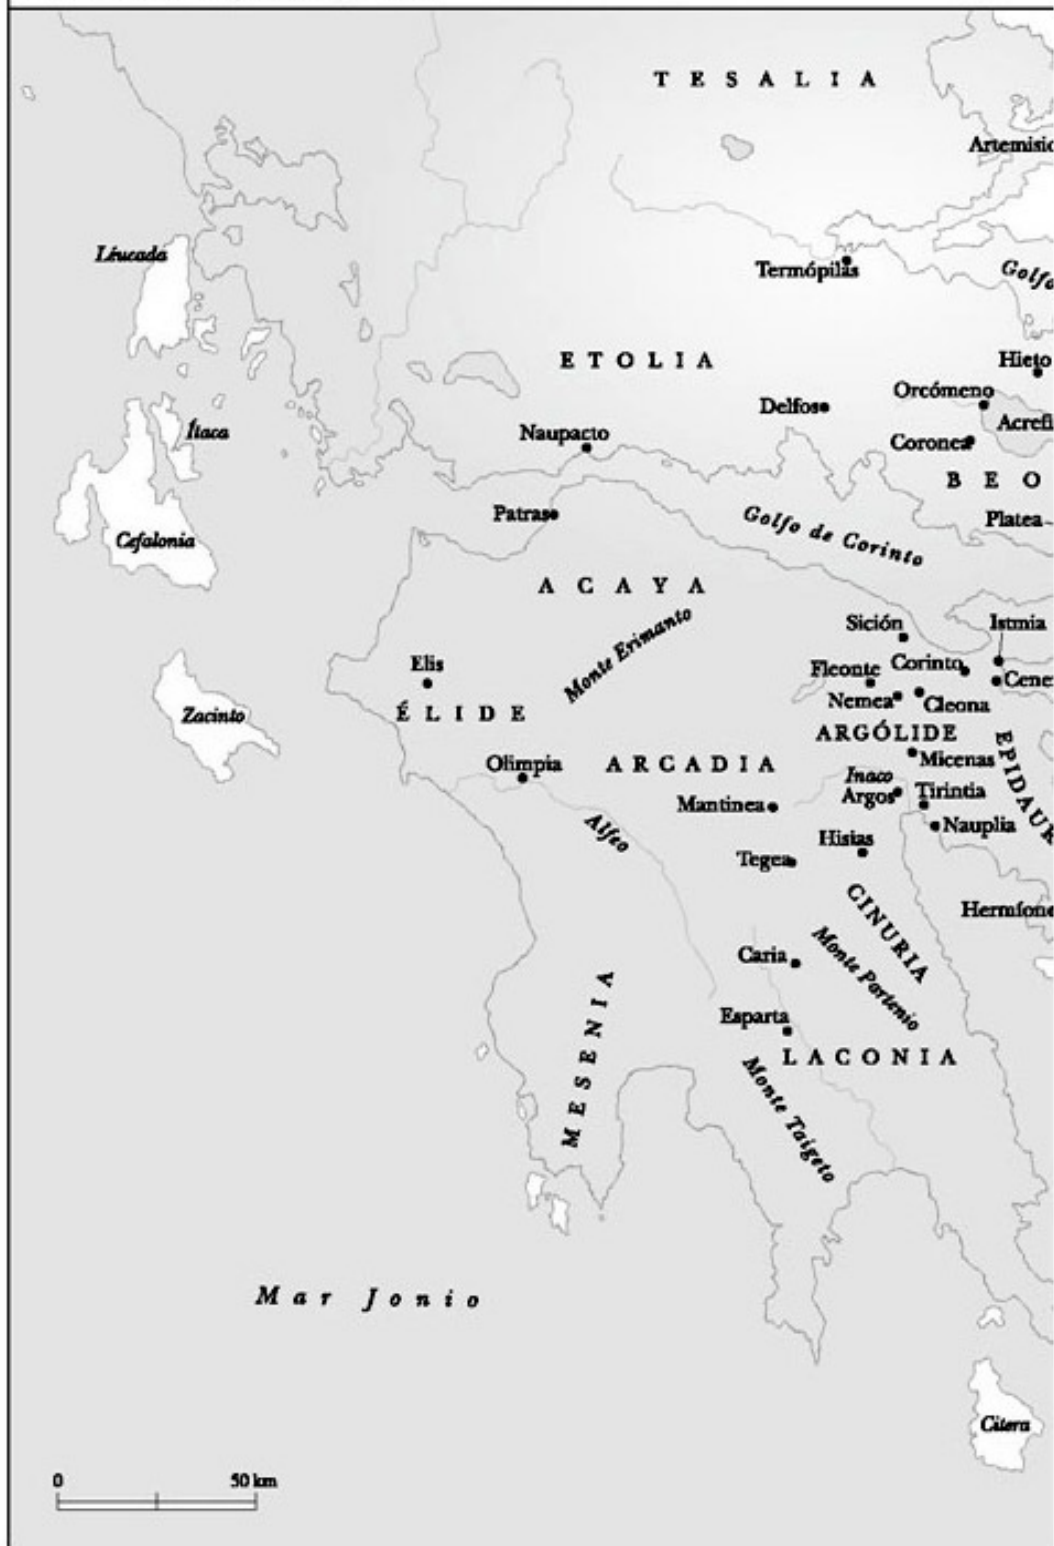 TESALIA
Artemisio
Léucada
Termópilas
Golfo
ETOLIA
Hieto
Orcómeno
Delfos
Acrefi
Naupacto
Ítaca
Coronea
BEO
Patras
Golfo de Corinto
Platea
Cefalonia
ACAYA
Sición
Istmia
Monte Erimanto
Elis
Fleonte
Corinto
Cene
Nemea
Cleona
Zacinto
ÉLIDE
ARGÓLIDE
EPIDAUR
Micenas
Olimpia
ARCADIA
Inaco
Argos
Tirintia
Mantinea
Nauplia
Alfeo
Hisias
Tegea
CINURIA
Hermíone
Caria
Monte Partenio
MESENIA
Esparta
LACONIA
Monte Taigeto
Mar Jonio
Citera
0 50 km